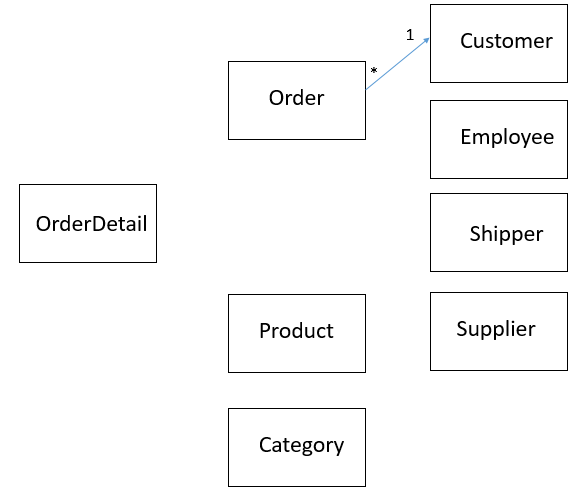 1
Customer
*
Order
Employee
OrderDetail
Shipper
Product
Supplier
Category